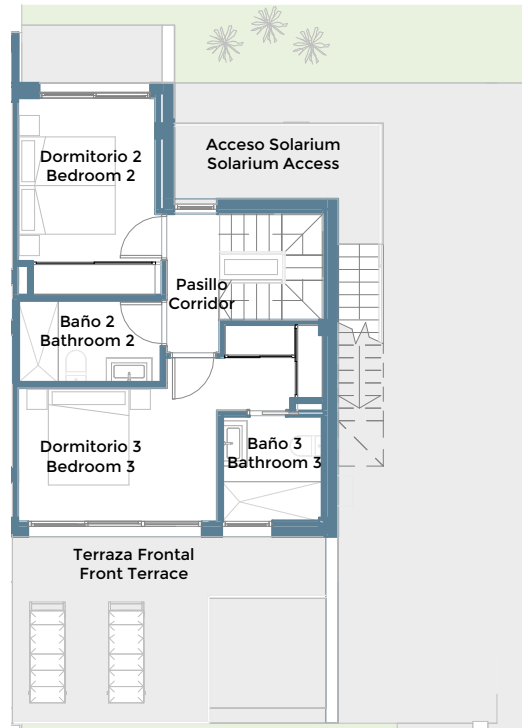 Acceso Solarium
Solarium Access
Dormitorio 2
Bedroom 2
Pasillo
Corridor
Baño 2
Bathroom 2
Dormitorio 3
Bedroom 3
Baño 3
Bathroom 3
Terraza Frontal
Front Terrace